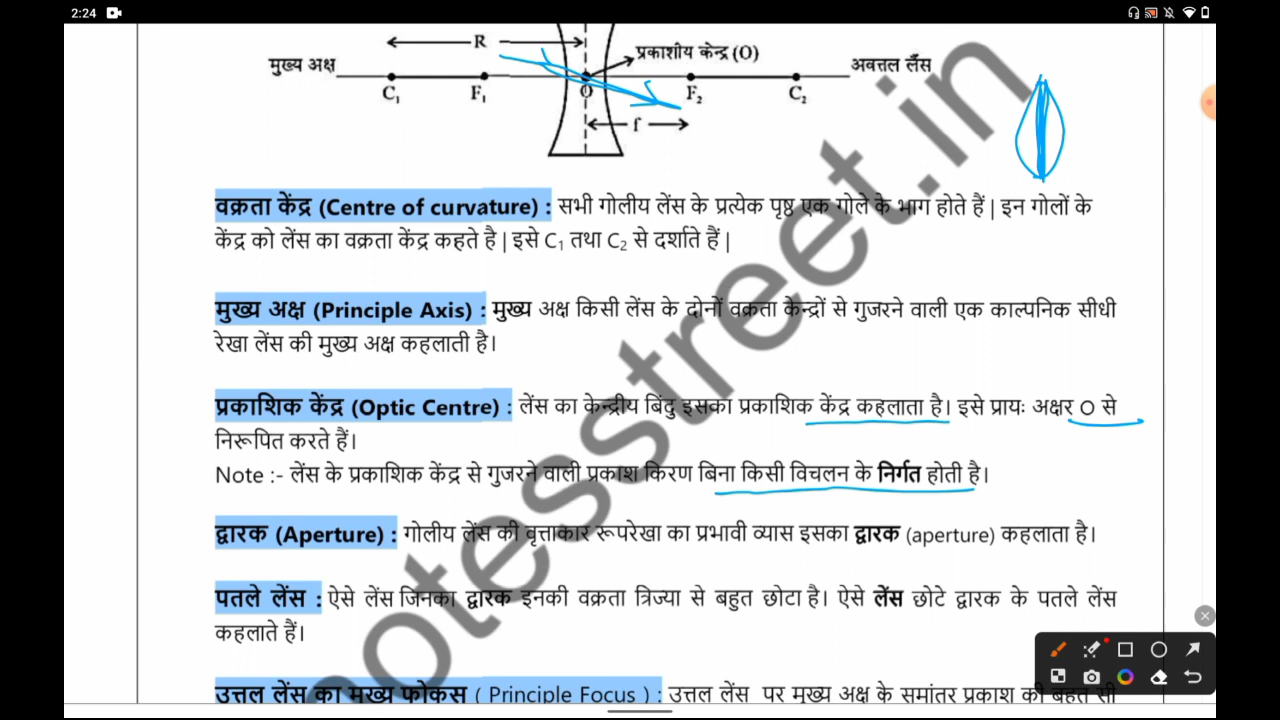 2:24
R
प्रकाशीय केन्द्र (O)
मुख्य अक्ष
अवत्तल लैंस
C₁ F₁ O F₂ C₂
f
वक्रता केंद्र (Centre of curvature) : सभी गोलीय लेंस के प्रत्येक पृष्ठ एक गोले के भाग होते हैं | इन गोलों के
केंद्र को लेंस का वक्रता केंद्र कहते है | इसे C₁ तथा C₂ से दर्शाते हैं |
मुख्य अक्ष (Principle Axis) : मुख्य अक्ष किसी लेंस के दोनों वक्रता केन्द्रों से गुजरने वाली एक काल्पनिक सीधी
रेखा लेंस की मुख्य अक्ष कहलाती है।
प्रकाशिक केंद्र (Optic Centre) : लेंस का केन्द्रीय बिंदु इसका प्रकाशिक केंद्र कहलाता है। इसे प्रायः अक्षर O से
निरूपित करते हैं।
Note :- लेंस के प्रकाशिक केंद्र से गुजरने वाली प्रकाश किरण बिना किसी विचलन के निर्गत होती है।
द्वारक (Aperture) : गोलीय लेंस की वृत्ताकार रूपरेखा का प्रभावी व्यास इसका द्वारक (aperture) कहलाता है।
पतले लेंस : ऐसे लेंस जिनका द्वारक इनकी वक्रता त्रिज्या से बहुत छोटा है। ऐसे लेंस छोटे द्वारक के पतले लेंस
कहलाते हैं।
उत्तल लेंस का मुख्य फोकस ( Principle Focus ) : उत्तल लेंस पर मुख्य अक्ष के समांतर प्रकाश की बहुत सी
notesstreet.in